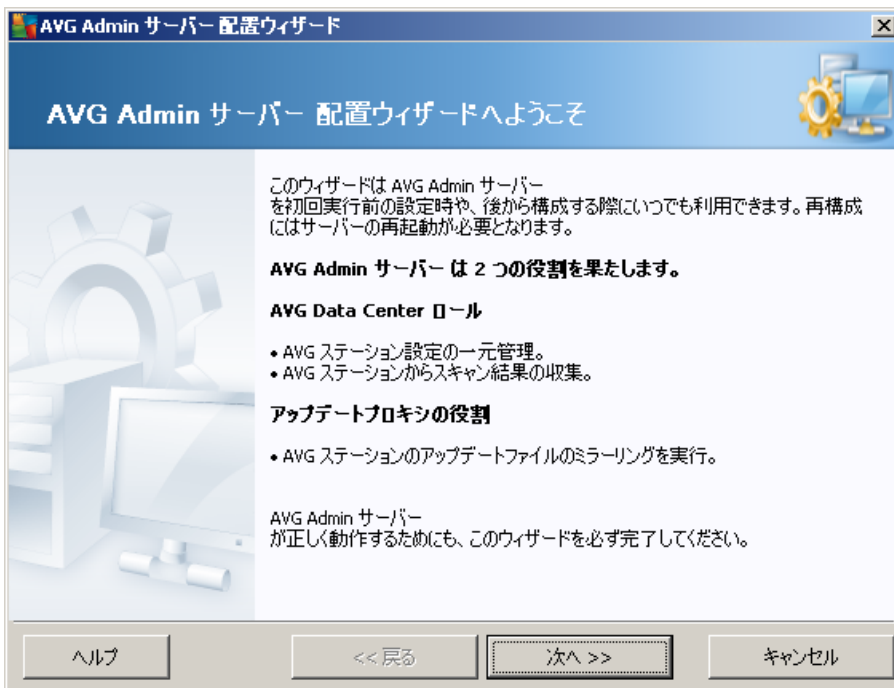 AVG Admin サーバー 配置ウィザード
AVG Admin サーバー 配置ウィザードへようこそ
このウィザードは AVG Admin サーバー
を初回実行前の設定時や、後から構成する際にいつでも利用できます。再構成
にはサーバーの再起動が必要となります。
AVG Admin サーバー は 2 つの役割を果たします。
AVG Data Center ロール
• AVG ステーション設定の一元管理。
• AVG ステーションからスキャン結果の収集。
アップデートプロキシの役割
• AVG ステーションのアップデートファイルのミラーリングを実行。
AVG Admin サーバー
が正しく動作するためにも、このウィザードを必ず完了してください。
ヘルプ
<< 戻る
次へ >>
キャンセル